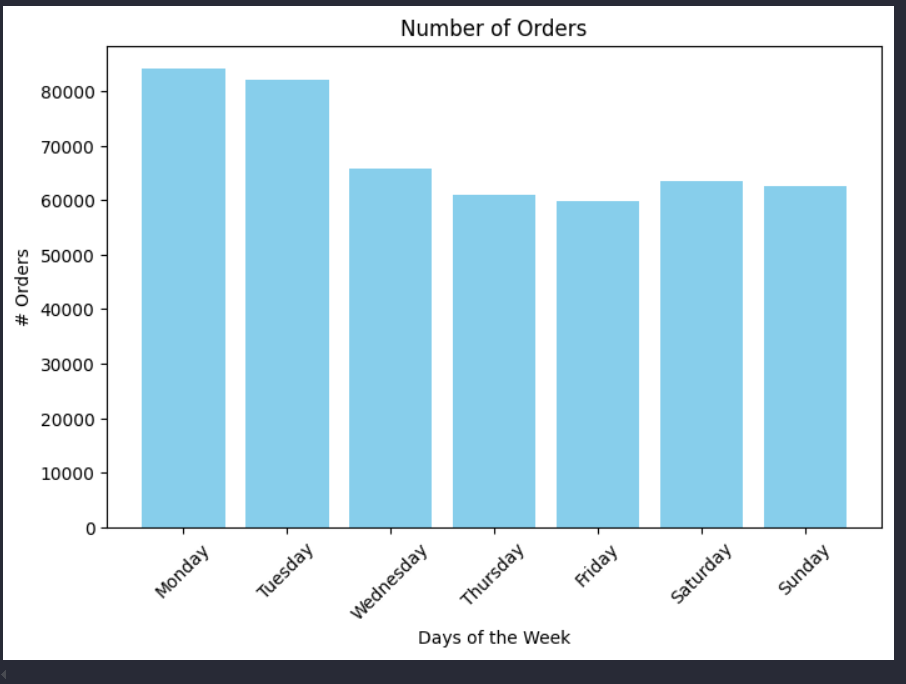 Number of Orders
# Orders
80000
70000
60000
50000
40000
30000
20000
10000
0
Monday
Tuesday
Wednesday
Thursday
Friday
Saturday
Sunday
Days of the Week